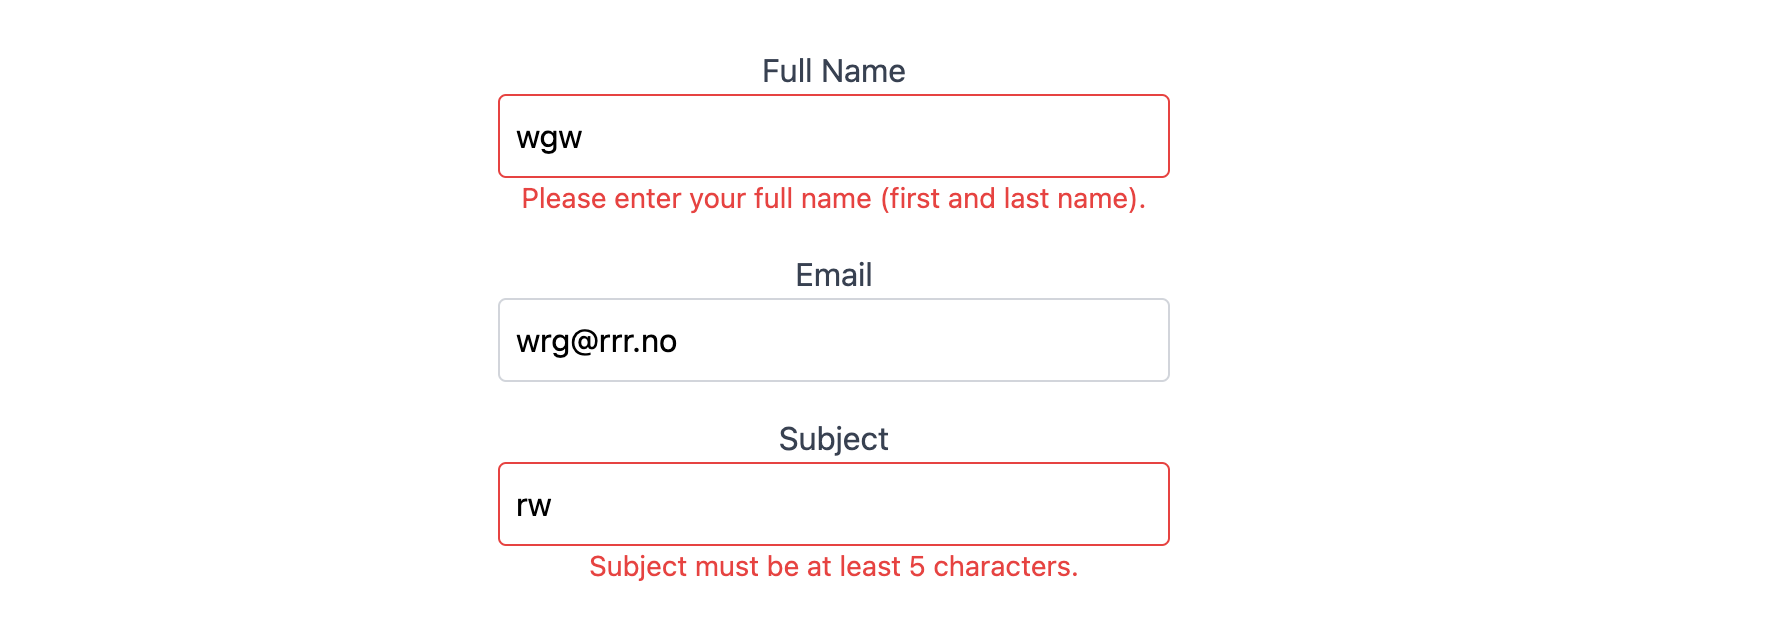 Full Name
wgw
Please enter your full name (first and last name).
Email
wrg@rrr.no
Subject
rw
Subject must be at least 5 characters.